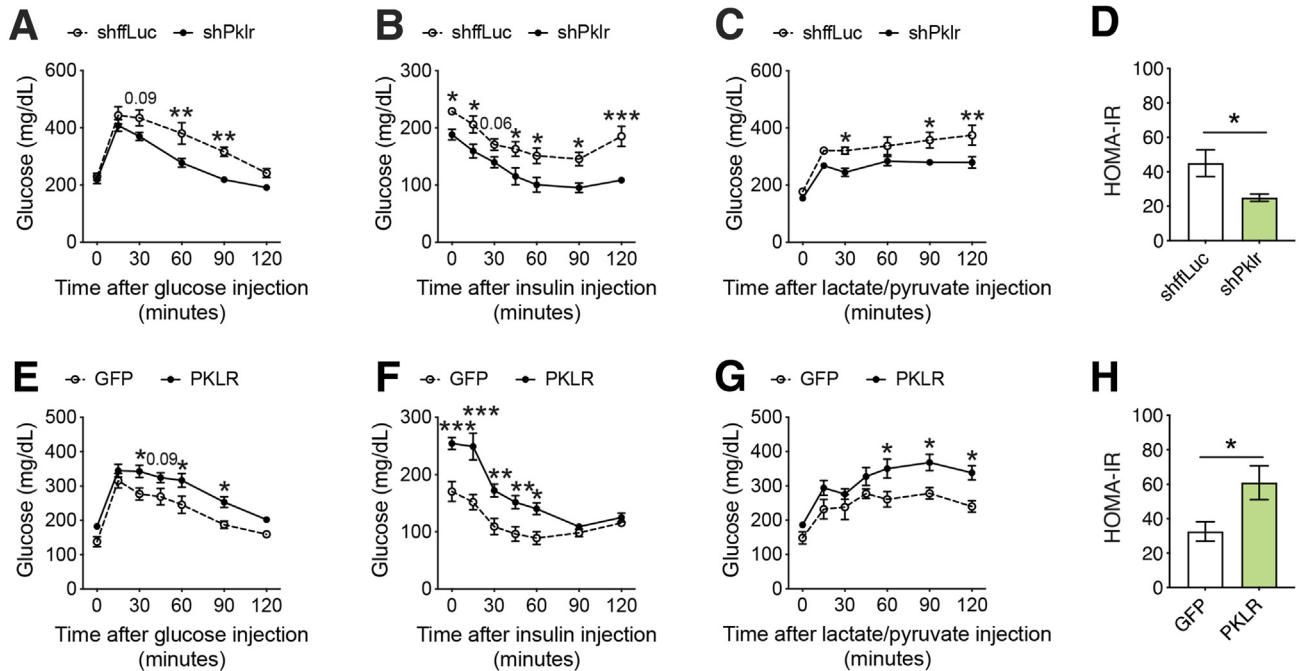 A
shffLuc shPklr
Glucose (mg/dL)
600
400
200
0
0.09
**
**
0 30 60 90 120
Time after glucose injection
(minutes)
B
shffLuc shPklr
Glucose (mg/dL)
300
200
100
0
*
*
0.06
*
*
*
***
0 30 60 90 120
Time after insulin injection
(minutes)
C
shffLuc shPklr
Glucose (mg/dL)
600
400
200
0
*
*
**
0 30 60 90 120
Time after lactate/pyruvate injection
(minutes)
D
HOMA-IR
100
80
60
40
20
0
*
shffLuc
shPklr
E
GFP PKLR
Glucose (mg/dL)
500
400
300
200
100
0
*
0.09
*
*
0 30 60 90 120
Time after glucose injection
(minutes)
F
GFP PKLR
Glucose (mg/dL)
300
200
100
0
***
***
**
**
*
0 30 60 90 120
Time after insulin injection
(minutes)
G
GFP PKLR
Glucose (mg/dL)
500
400
300
200
100
0
*
*
*
0 30 60 90 120
Time after lactate/pyruvate injection
(minutes)
H
HOMA-IR
100
80
60
40
20
0
*
GFP
PKLR